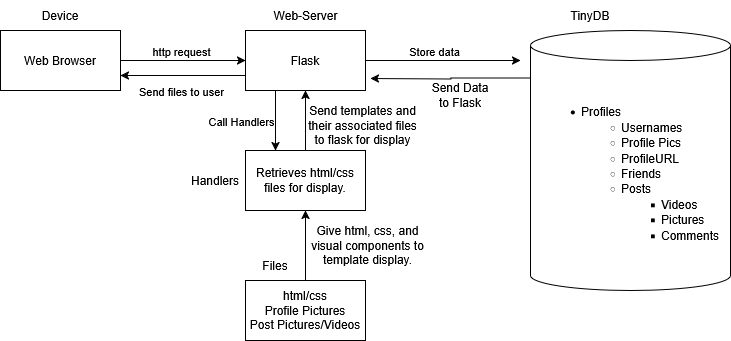 Device
Web-Server
TinyDB
Web Browser
http request
Send files to user
Flask
Store data
Send Data
to Flask
Call Handlers
Send templates and
their associated files
to flask for display
Handlers
Retrieves html/css
files for display.
Give html, css, and
visual components to
template display.
Files
html/css
Profile Pictures
Post Pictures/Videos
• Profiles
○ Usernames
○ Profile Pics
○ ProfileURL
○ Friends
○ Posts
▪ Videos
▪ Pictures
▪ Comments